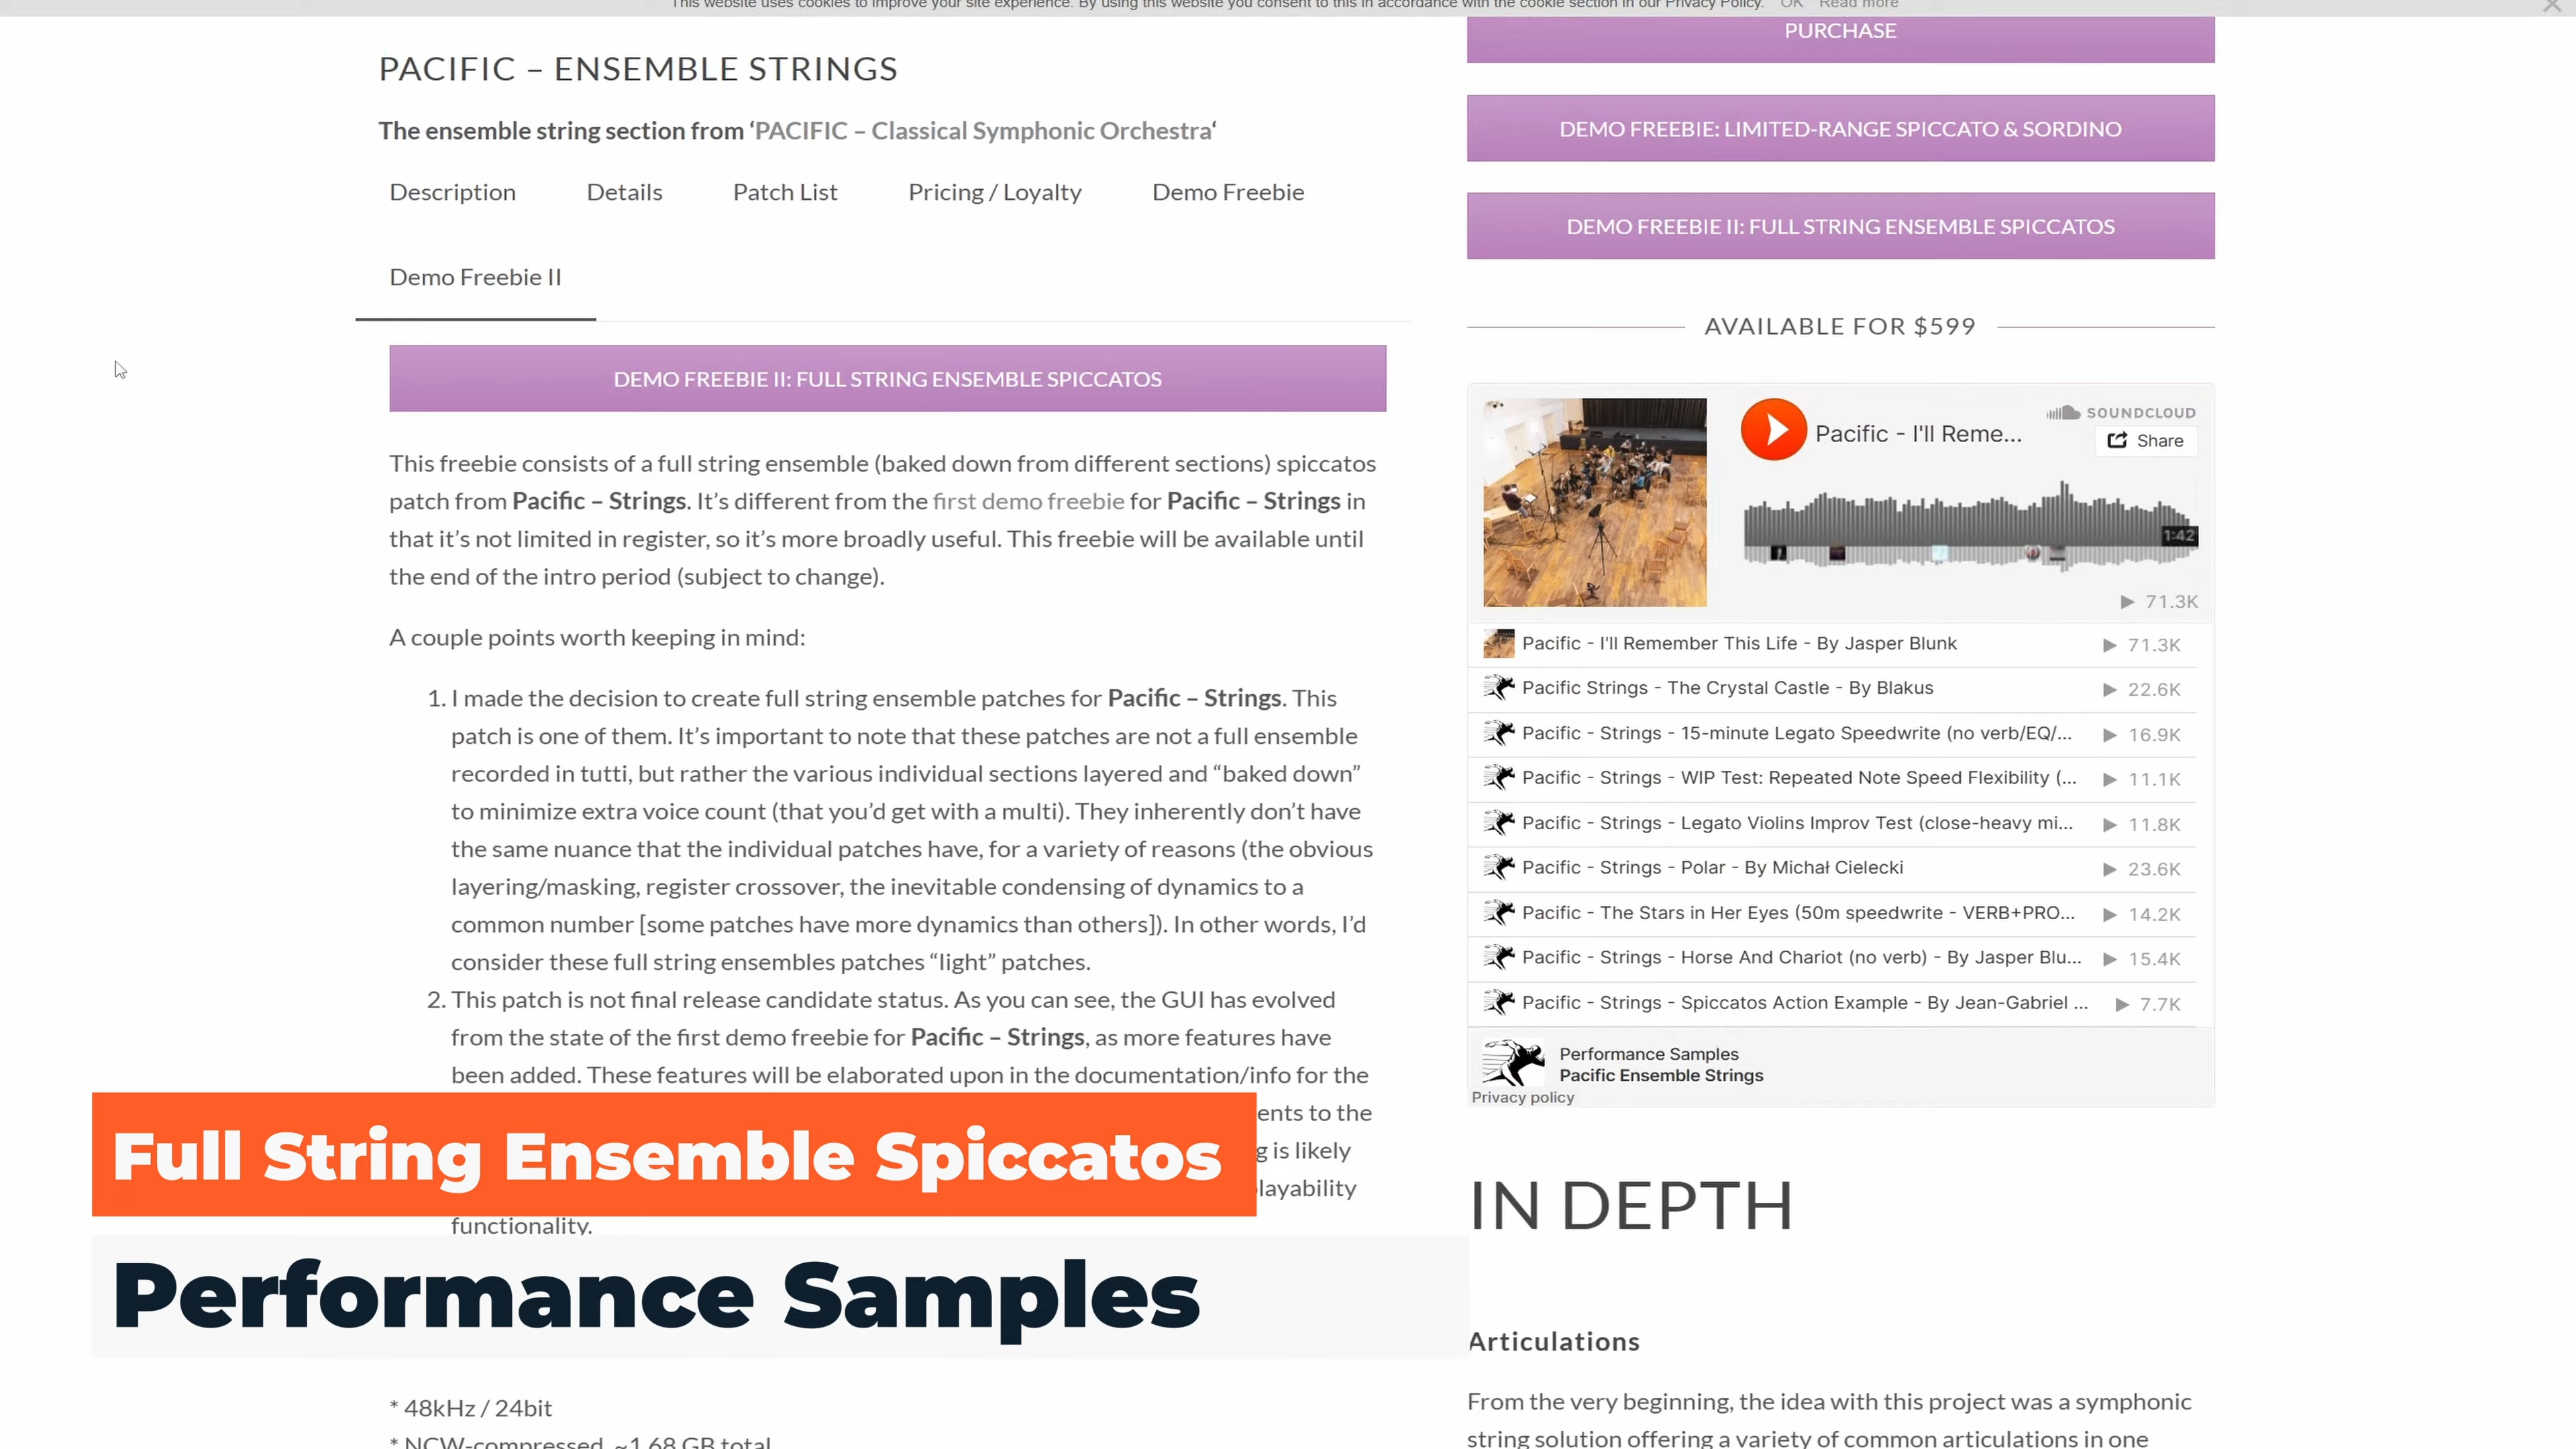 This website uses cookies to improve your site experience. By using this website you consent to this in accordance with the cookie section in our Privacy Policy. OK Read more
PACIFIC – ENSEMBLE STRINGS
The ensemble string section from ‘PACIFIC – Classical Symphonic Orchestra‘
Description Details Patch List Pricing / Loyalty Demo Freebie
Demo Freebie II
DEMO FREEBIE II: FULL STRING ENSEMBLE SPICCATOS
This freebie consists of a full string ensemble (baked down from different sections) spiccatos
patch from Pacific – Strings. It’s different from the first demo freebie for Pacific – Strings in
that it’s not limited in register, so it’s more broadly useful. This freebie will be available until
the end of the intro period (subject to change).
A couple points worth keeping in mind:
1. I made the decision to create full string ensemble patches for Pacific – Strings. This
patch is one of them. It’s important to note that these patches are not a full ensemble
recorded in tutti, but rather the various individual sections layered and “baked down”
to minimize extra voice count (that you’d get with a multi). They inherently don’t have
the same nuance that the individual patches have, for a variety of reasons (the obvious
layering/masking, register crossover, the inevitable condensing of dynamics to a
common number [some patches have more dynamics than others]). In other words, I’d
consider these full string ensembles patches “light” patches.
2. This patch is not final release candidate status. As you can see, the GUI has evolved
from the state of the first demo freebie for Pacific – Strings, as more features have
been added. These features will be elaborated upon in the documentation/info for the
ents to the
g is likely
layability
functionality.
Full String Ensemble Spiccatos
Performance Samples
* 48kHz / 24bit
* NCW-compressed, ~1.68 GB total
PURCHASE
DEMO FREEBIE: LIMITED-RANGE SPICCATO & SORDINO
DEMO FREEBIE II: FULL STRING ENSEMBLE SPICCATOS
AVAILABLE FOR $599
SOUNDCLOUD
Pacific - I'll Reme...
Share
1:42
71.3K
Pacific - I'll Remember This Life - By Jasper Blunk 71.3K
Pacific Strings - The Crystal Castle - By Blakus 22.6K
Pacific - Strings - 15-minute Legato Speedwrite (no verb/EQ/... 16.9K
Pacific - Strings - WIP Test: Repeated Note Speed Flexibility (... 11.1K
Pacific - Strings - Legato Violins Improv Test (close-heavy mi... 11.8K
Pacific - Strings - Polar - By Michał Cielecki 23.6K
Pacific - The Stars in Her Eyes (50m speedwrite - VERB+PRO... 14.2K
Pacific - Strings - Horse And Chariot (no verb) - By Jasper Blu... 15.4K
Pacific - Strings - Spiccatos Action Example - By Jean-Gabriel ... 7.7K
Performance Samples
Pacific Ensemble Strings
Privacy policy
IN DEPTH
Articulations
From the very beginning, the idea with this project was a symphonic
string solution offering a variety of common articulations in one